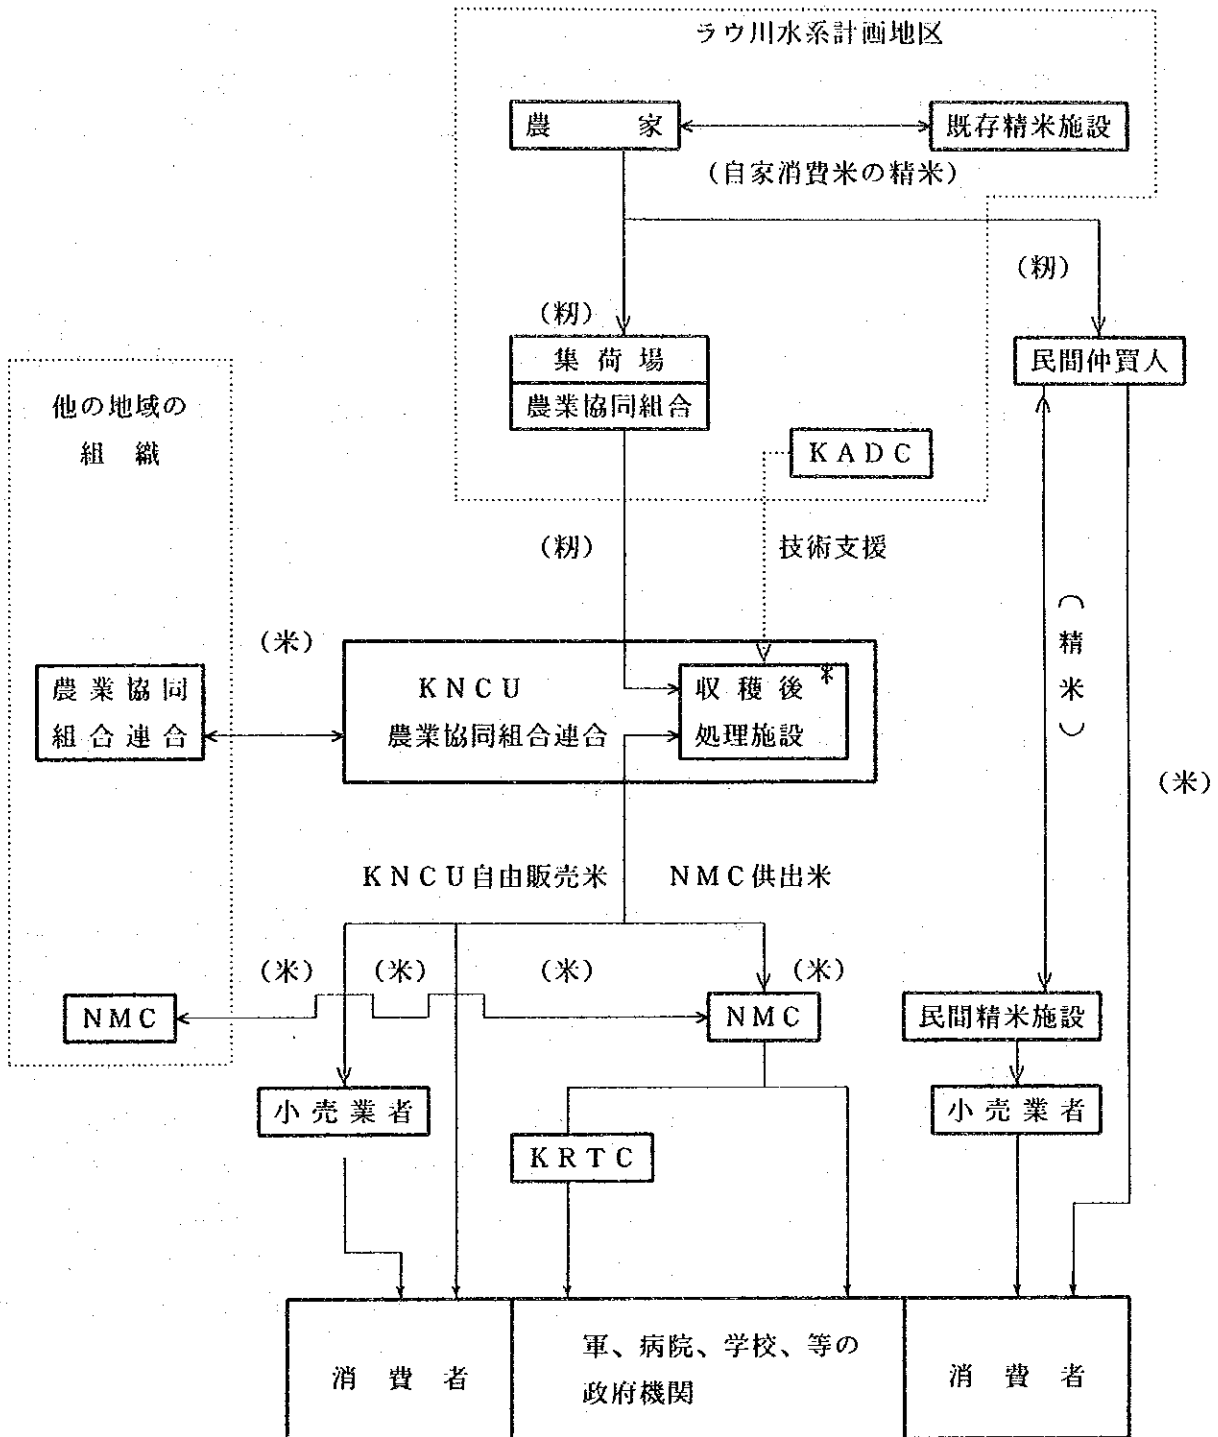 ラウ川水系計画地区
農家
既存精米施設
(自家消費米の精米)
(籾)
(籾)
集荷場
農業協同組合
民間仲買人
他の地域の
組織
KADC
(籾)
技術支援
(米)
(精米)
農業協同
組合連合
KNCU
農業協同組合連合
収穫後*
処理施設
(米)
KNCU自由販売米
NMC供出米
(米)
(米)
(米)
(米)
NMC
NMC
民間精米施設
小売業者
小売業者
KRTC
消費者
軍、病院、学校、等の
政府機関
消費者